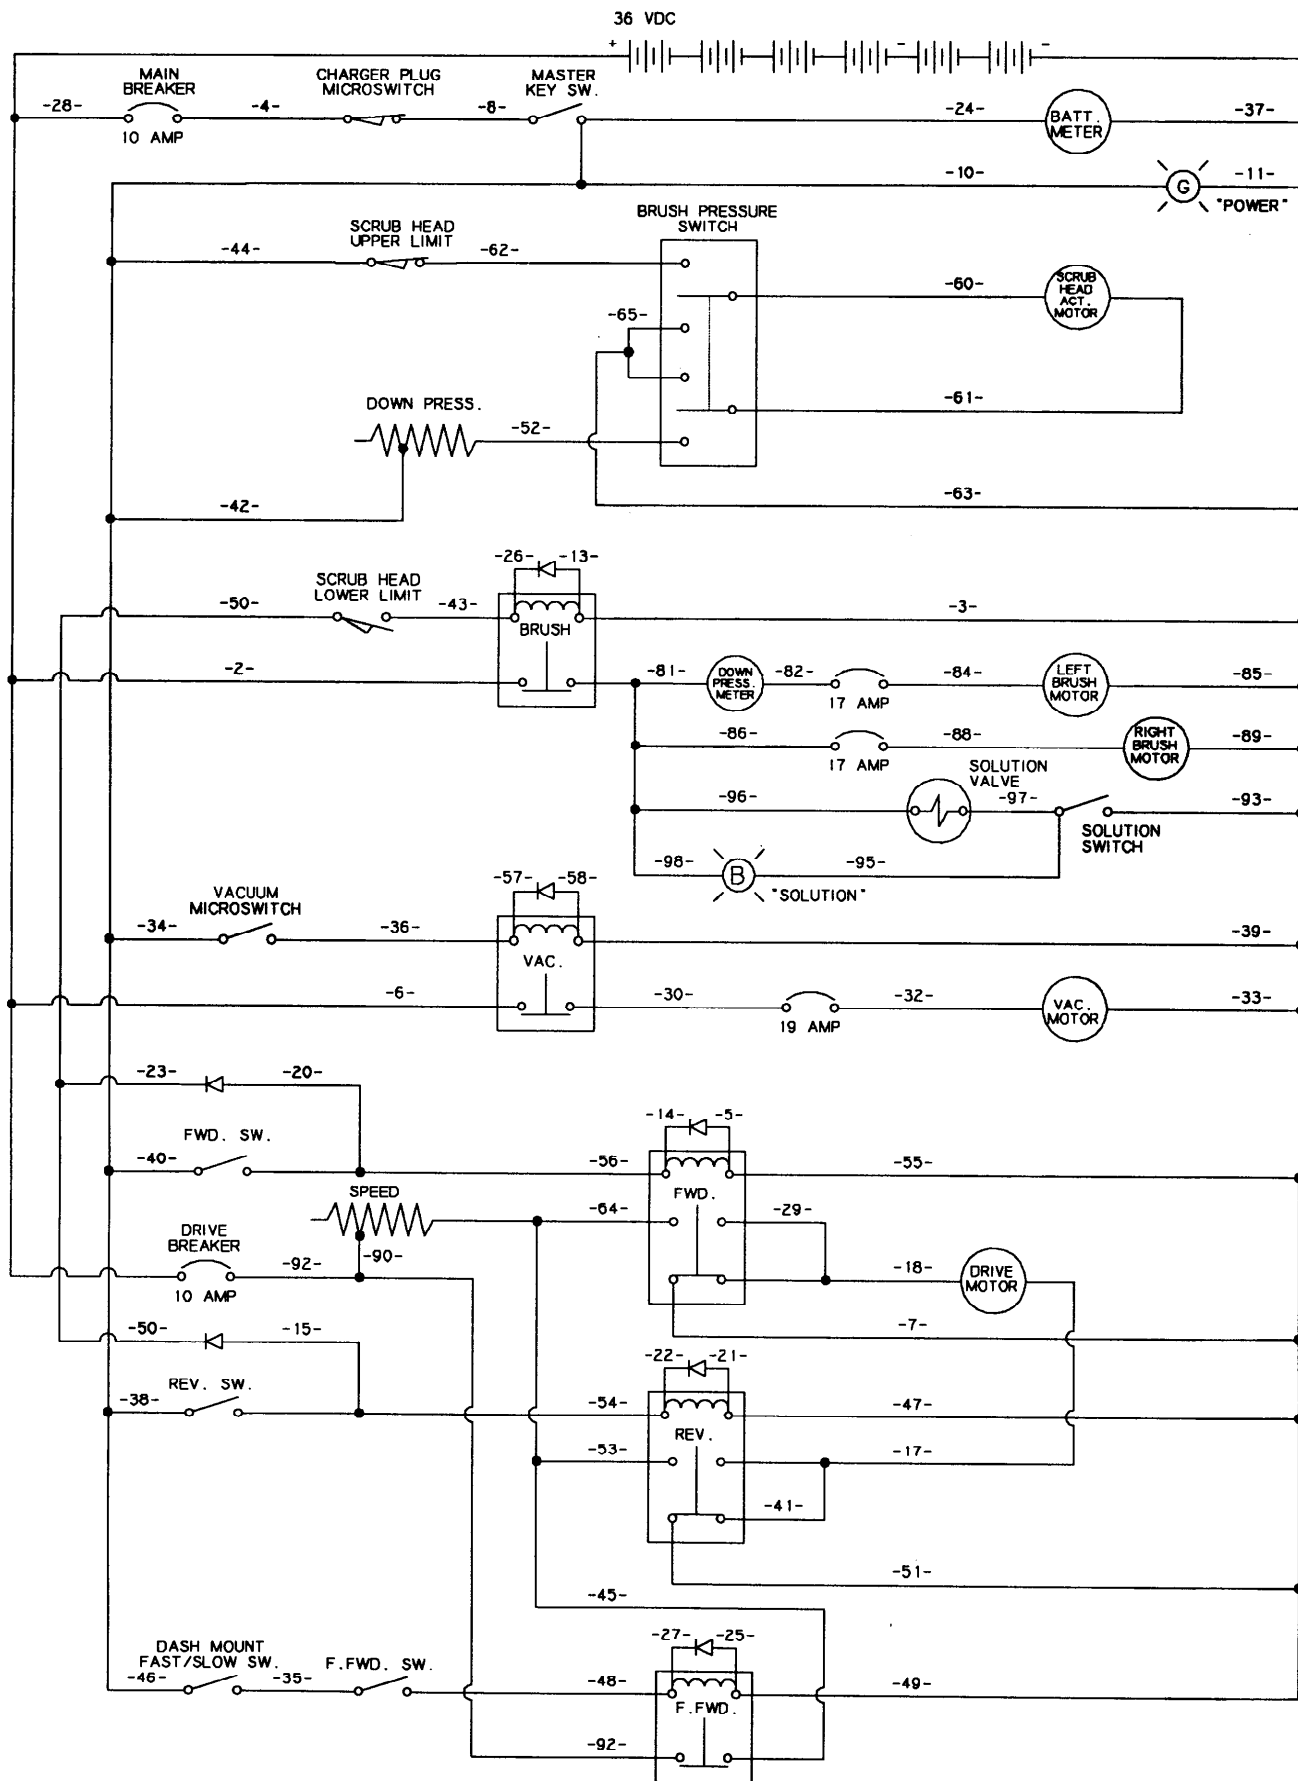 36 VDC
+ - -
MAIN
BREAKER
CHARGER PLUG
MICROSWITCH
MASTER
KEY SW.
-28-
-4-
-8-
-24-
BATT.
METER
-37-
10 AMP
-10-
G
-11-
"POWER"
BRUSH PRESSURE
SWITCH
SCRUB HEAD
UPPER LIMIT
-44-
-62-
-60-
SCRUB
HEAD
ACT.
MOTOR
-65-
DOWN PRESS.
-61-
-52-
-42-
-63-
-26-
-13-
SCRUB HEAD
LOWER LIMIT
-50-
-43-
BRUSH
-3-
-2-
-81-
DOWN
PRESS.
METER
-82-
17 AMP
-84-
LEFT
BRUSH
MOTOR
-85-
-86-
17 AMP
-88-
RIGHT
BRUSH
MOTOR
-89-
SOLUTION
VALVE
-96-
-97-
-93-
SOLUTION
SWITCH
-98-
B
-95-
"SOLUTION"
VACUUM
MICROSWITCH
-57-
-58-
-34-
-36-
VAC.
-39-
-6-
-30-
19 AMP
-32-
VAC.
MOTOR
-33-
-23-
-20-
-14-
-5-
FWD. SW.
-40-
-56-
-55-
SPEED
FWD.
-64-
-29-
DRIVE
BREAKER
-90-
-92-
10 AMP
-18-
DRIVE
MOTOR
-7-
-50-
-15-
-22-
-21-
REV. SW.
-38-
-54-
-47-
REV.
-53-
-17-
-41-
-51-
-45-
DASH MOUNT
FAST/SLOW SW.
F.FWD. SW.
-27-
-25-
-46-
-35-
-48-
-49-
F.FWD.
-92-